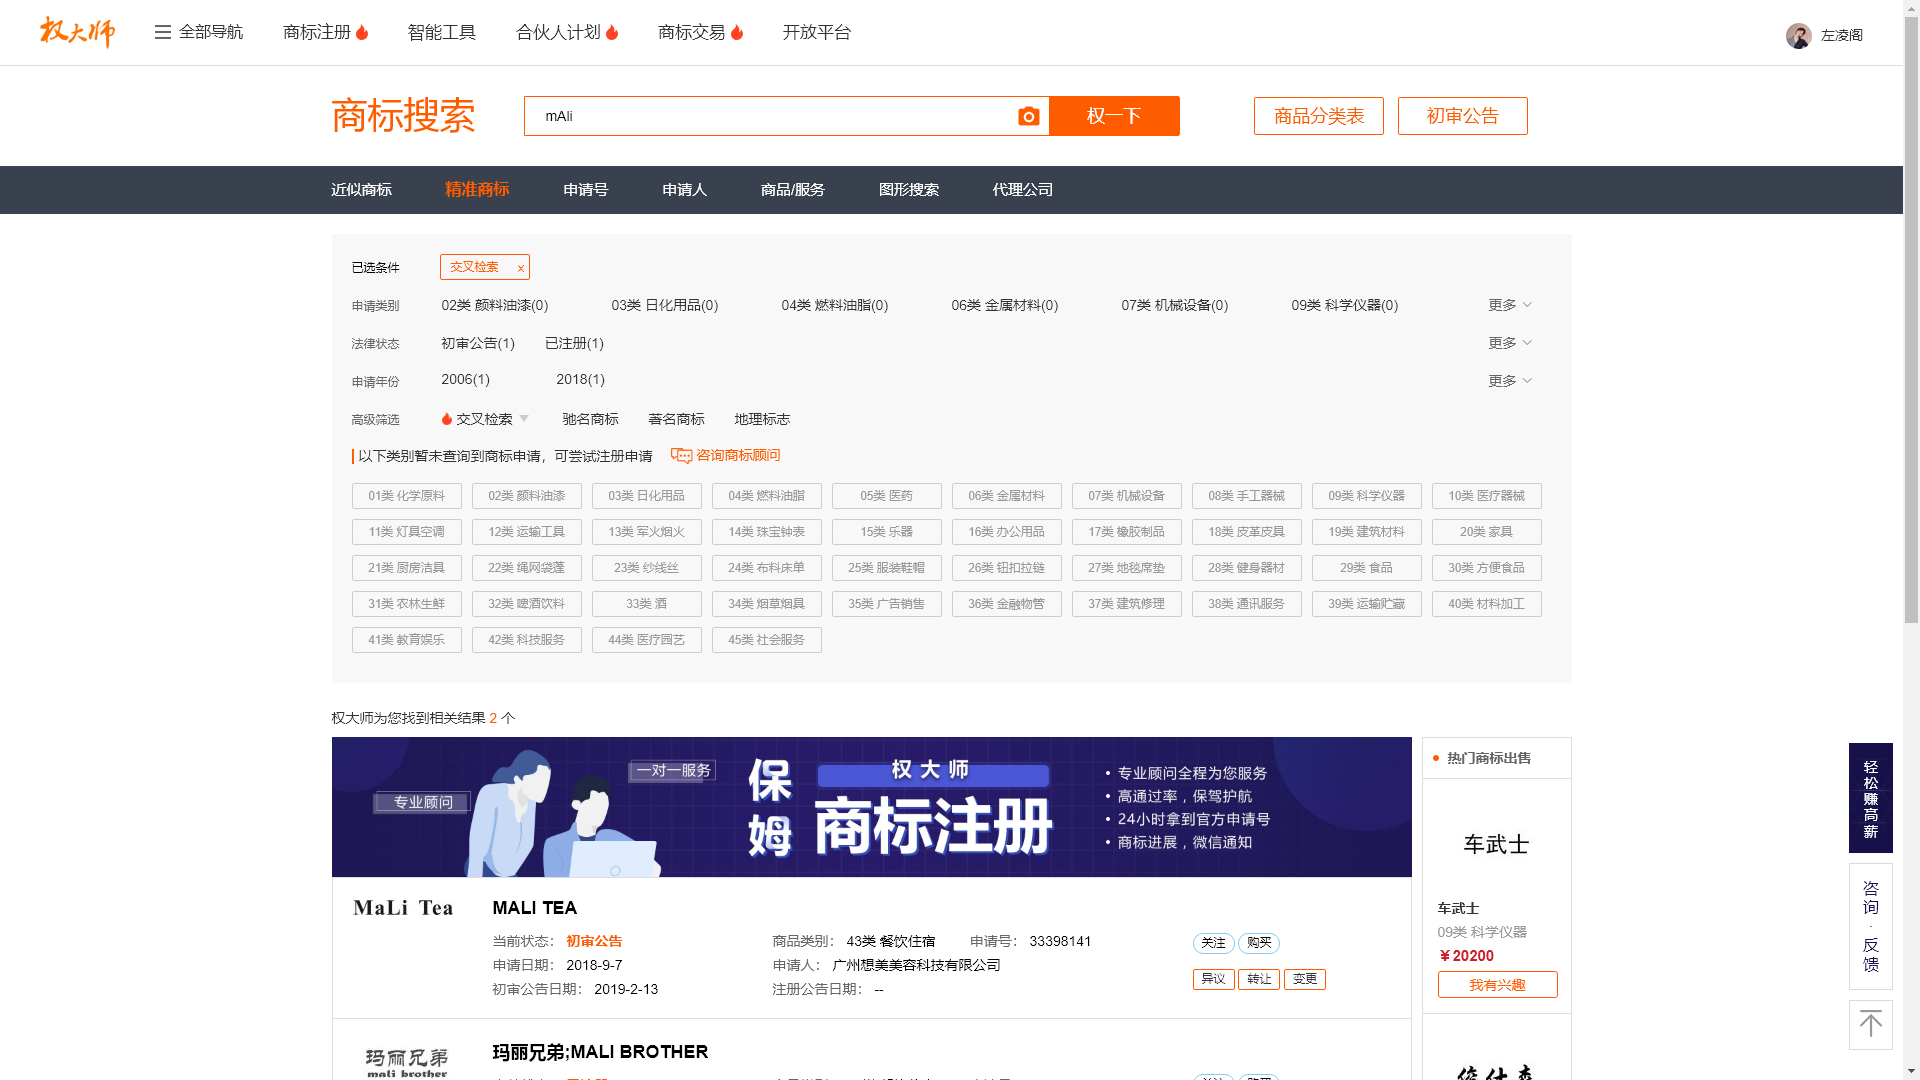 权大师 全部导航 商标注册 智能工具 合伙人计划 商标交易 开放平台 左凌阁
商标搜索 mAli 权一下 商品分类表 初审公告
近似商标 精准商标 申请号 申请人 商品/服务 图形搜索 代理公司
已选条件 交叉检索 x
申请类别 02类 颜料油漆(0) 03类 日化用品(0) 04类 燃料油脂(0) 06类 金属材料(0) 07类 机械设备(0) 09类 科学仪器(0) 更多
法律状态 初审公告(1) 已注册(1) 更多
申请年份 2006(1) 2018(1) 更多
高级筛选 交叉检索 驰名商标 著名商标 地理标志
以下类别暂未查询到商标申请，可尝试注册申请 咨询商标顾问
01类 化学原料 02类 颜料油漆 03类 日化用品 04类 燃料油脂 05类 医药 06类 金属材料 07类 机械设备 08类 手工器械 09类 科学仪器 10类 医疗器械
11类 灯具空调 12类 运输工具 13类 军火烟火 14类 珠宝钟表 15类 乐器 16类 办公用品 17类 橡胶制品 18类 皮革皮具 19类 建筑材料 20类 家具
21类 厨房洁具 22类 绳网袋蓬 23类 纱线丝 24类 布料床单 25类 服装鞋帽 26类 钮扣拉链 27类 地毯席垫 28类 健身器材 29类 食品 30类 方便食品
31类 农林生鲜 32类 啤酒饮料 33类 酒 34类 烟草烟具 35类 广告销售 36类 金融物管 37类 建筑修理 38类 通讯服务 39类 运输贮藏 40类 材料加工
41类 教育娱乐 42类 科技服务 44类 医疗园艺 45类 社会服务
权大师为您找到相关结果 2 个
专业顾问
一对一服务
保姆
权大师
商标注册
• 专业顾问全程为您服务
• 高通过率，保驾护航
• 24小时拿到官方申请号
• 商标进展，微信通知
MaLi Tea
MALI TEA
当前状态： 初审公告 商品类别： 43类 餐饮住宿 申请号： 33398141 关注 购买
申请日期： 2018-9-7 申请人： 广州想美美容科技有限公司
初审公告日期： 2019-2-13 注册公告日期： -- 异议 转让 变更
玛丽兄弟
mali brother
玛丽兄弟;MALI BROTHER
热门商标出售
车武士
车武士
09类 科学仪器
￥20200
我有兴趣
轻松赚高薪
咨询·反馈